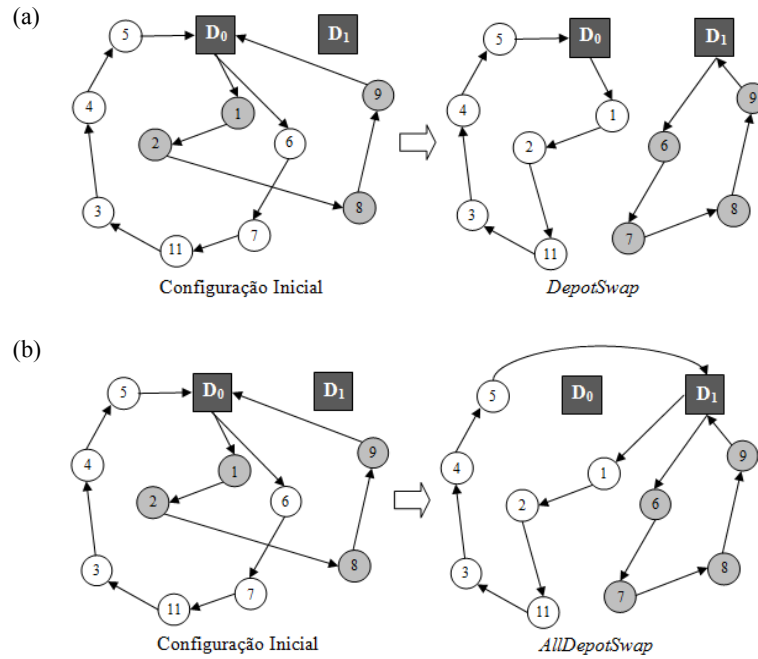 (a)
D₀ D₁ D₀ D₁
5 5
9 9
4 1 4 1
2 6 2 6
3 8 3 8
7 7
11 11
Configuração Inicial DepotSwap
(b)
D₀ D₁ D₀ D₁
5 5
9 9
4 1 4 1
2 6 2 6
3 8 3 8
7 7
11 11
Configuração Inicial AllDepotSwap